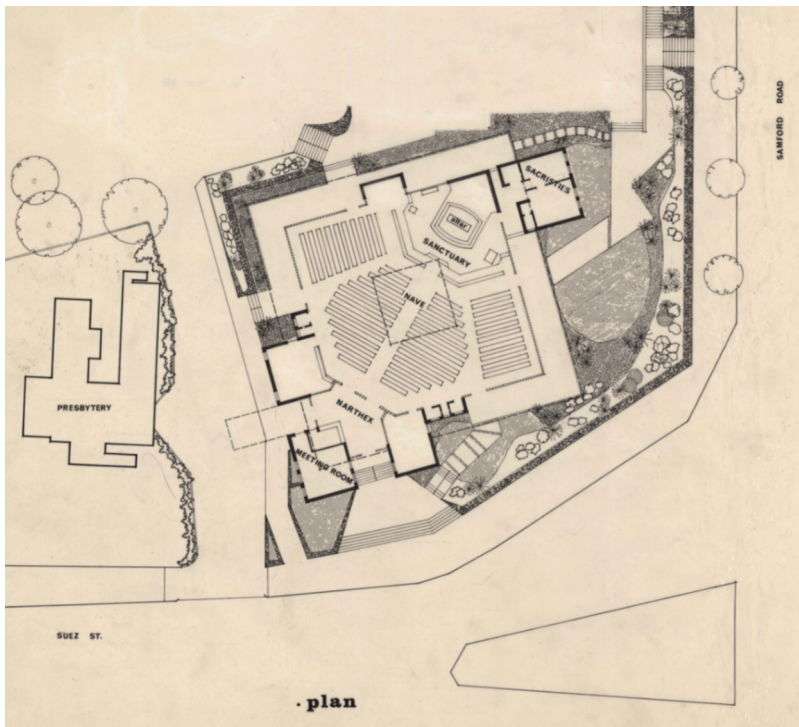 SAMFORD ROAD
SACRISTIES
altar
SANCTUARY
NAVE
PRESBYTERY
NARTHEX
MEETING ROOM
SUEZ ST.
. plan